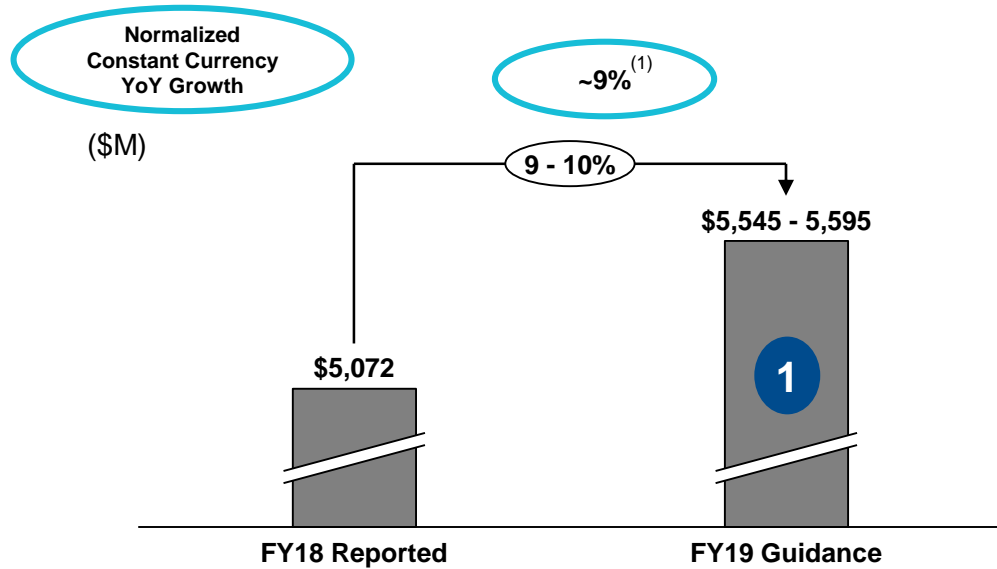 Normalized
Constant Currency
YoY Growth
~9%(1)
($M)
9 - 10%
$5,545 - 5,595
$5,072
1
FY18 Reported
FY19 Guidance